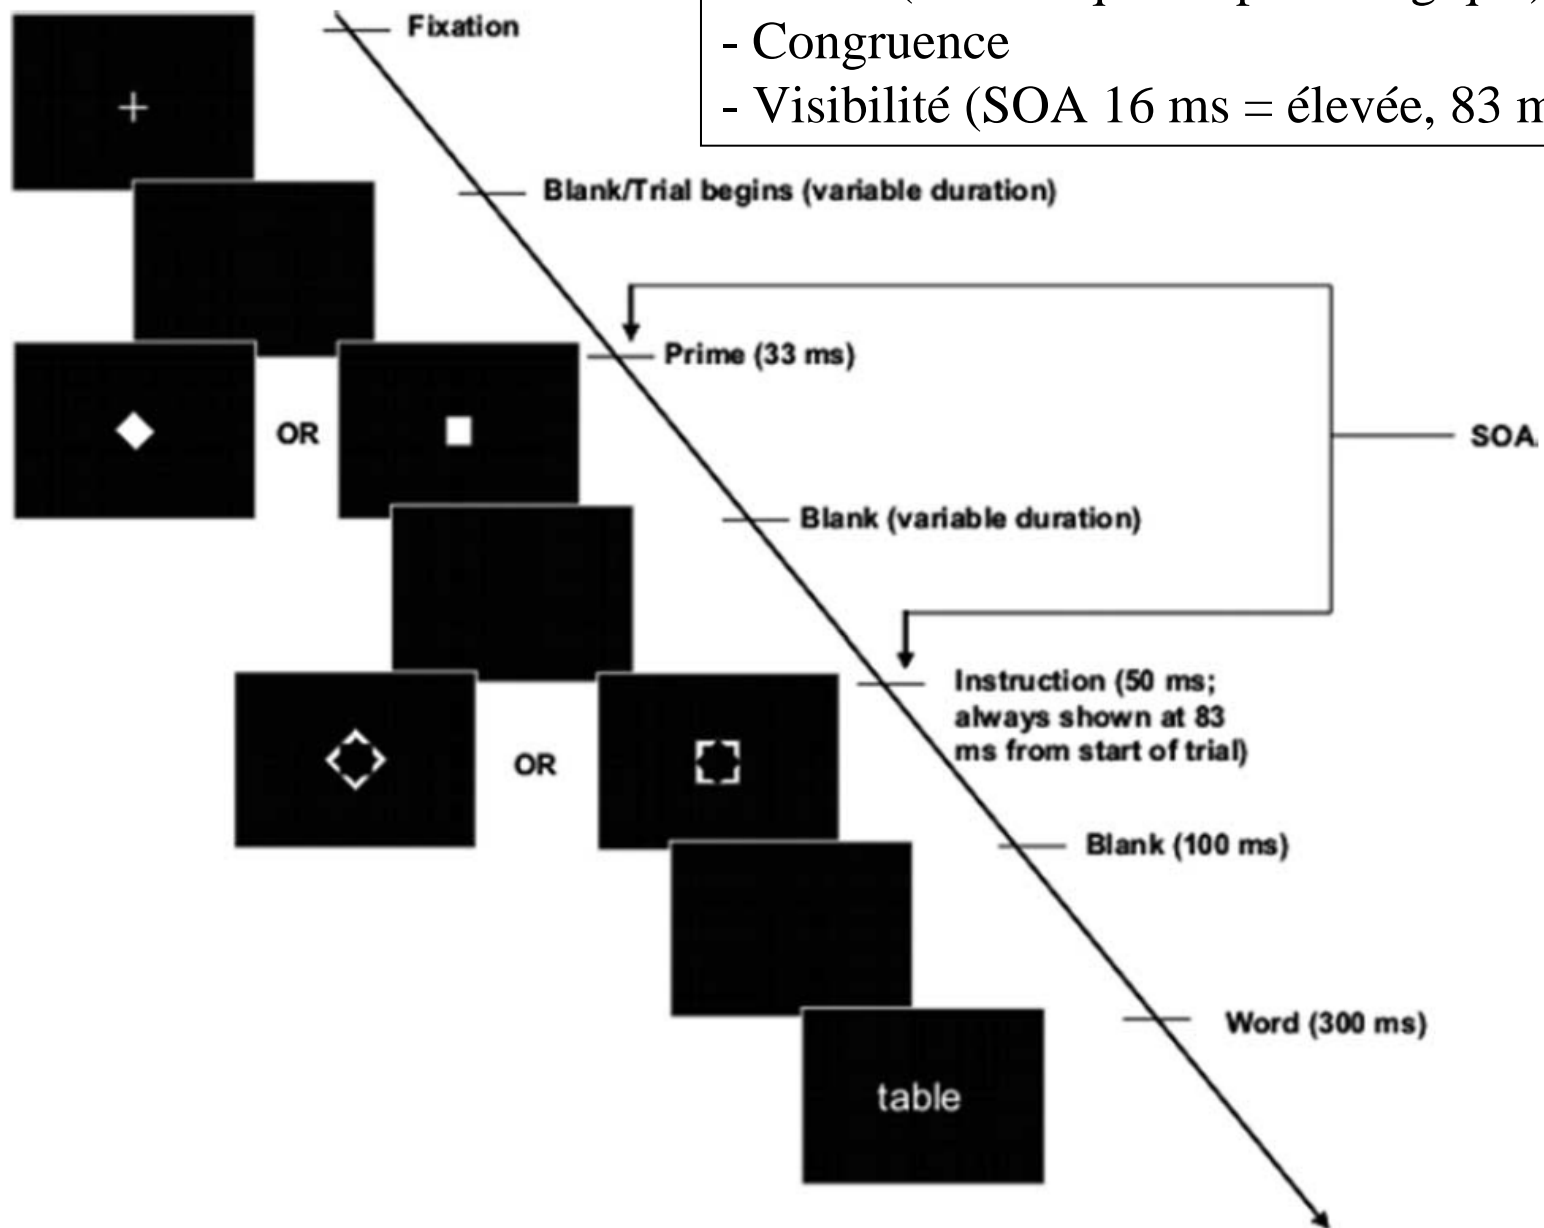 - Congruence
- Visibilité (SOA 16 ms = élevée, 83
Fixation
Blank/Trial begins (variable duration)
Prime (33 ms)
OR
SOA
Blank (variable duration)
Instruction (50 ms;
always shown at 83
ms from start of trial)
OR
Blank (100 ms)
Word (300 ms)
table